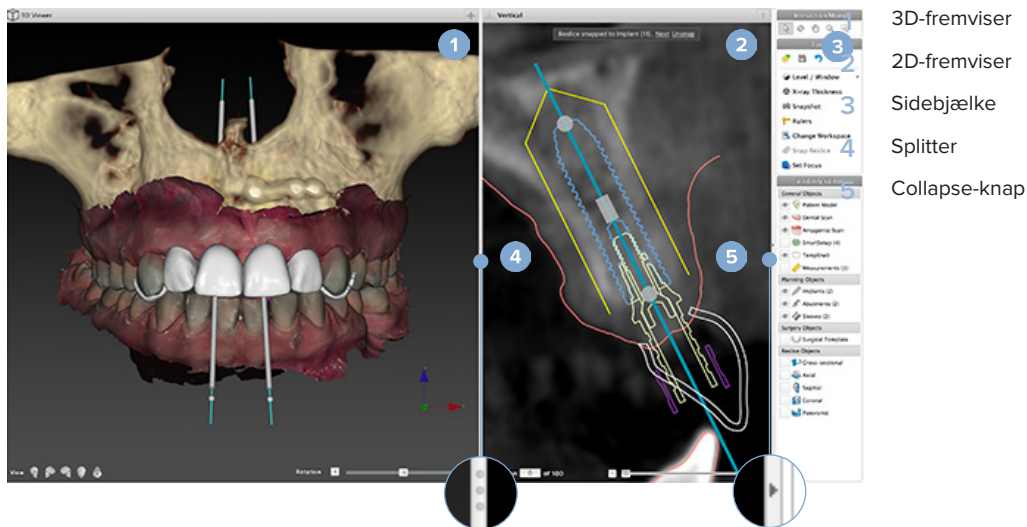 3D Viewer
1
Vertical
Reslice snapped to Implant (11). Next Unsnap
2
3
Level / Window
X-ray Thickness
Snapshot
Rulers
Change Workspace
Snap Reslice
Set Focus
General Objects
Patient Model
Dental Scan
Antagonist Scan
SmartSetup (4)
Measurements (0)
Planning Objects
Implants (2)
Abutments (2)
Sleeves (2)
Surgery Objects
Surgical Template
Reslice Objects
Cross-sectional
Axial
Sagittal
Coronal
Panoramic
4
5
View
Rotation
of 180
1 3D-fremviser
2 2D-fremviser
3 Sidebjælke
4 Splitter
5 Collapse-knap